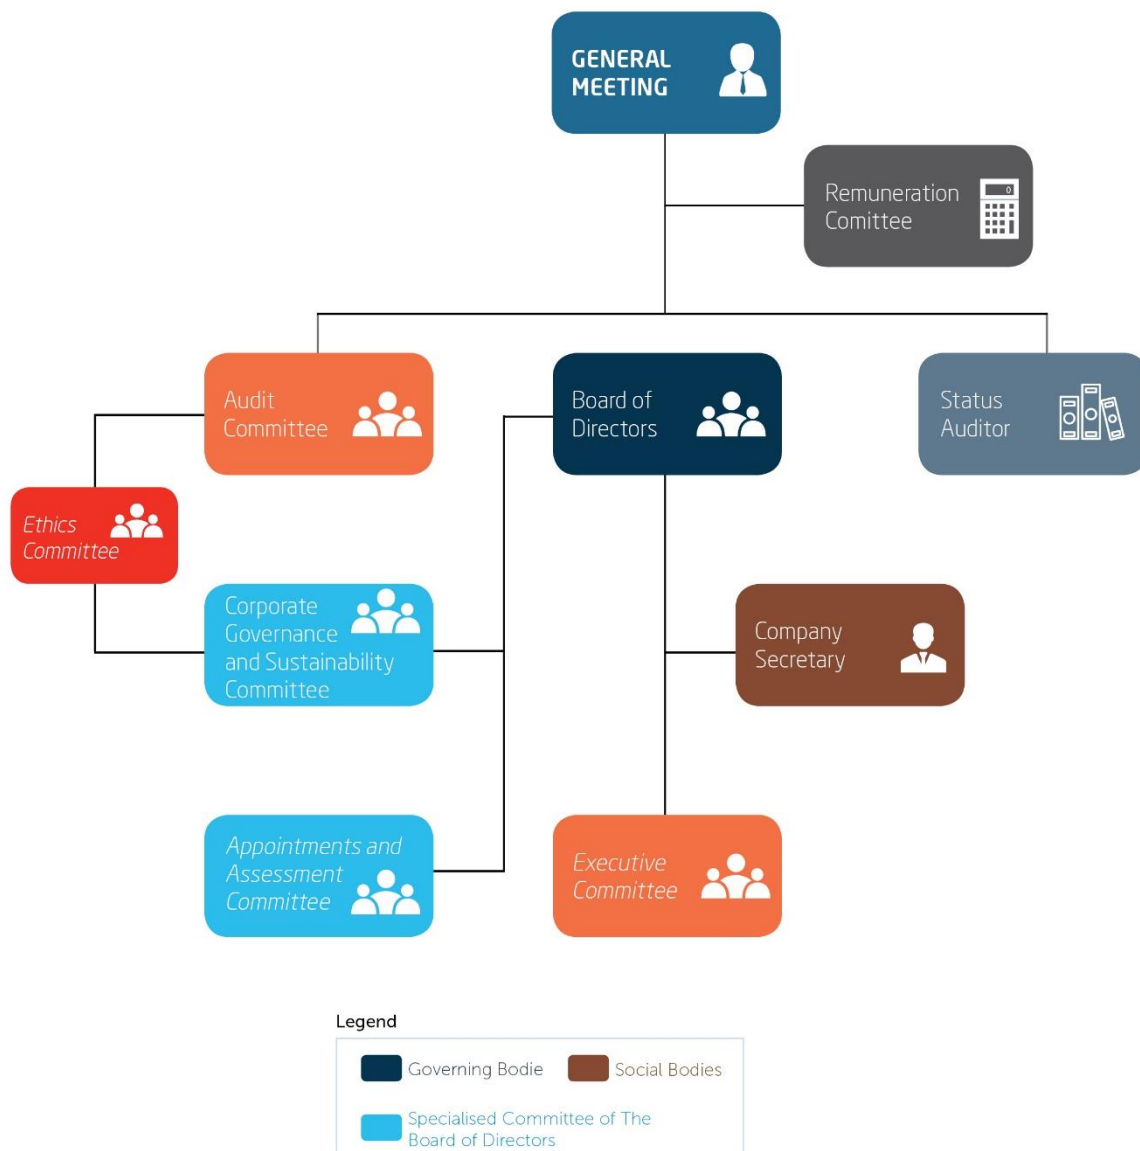 GENERAL
MEETING
Remuneration
Comittee
0
Audit
Committee
Board of
Directors
Status
Auditor
Ethics
Committee
Corporate
Governance
and Sustainability
Committee
Company
Secretary
Appointments and
Assessment
Committee
Executive
Committee
Legend
Governing Bodie
Social Bodies
Specialised Committee of The
Board of Directors